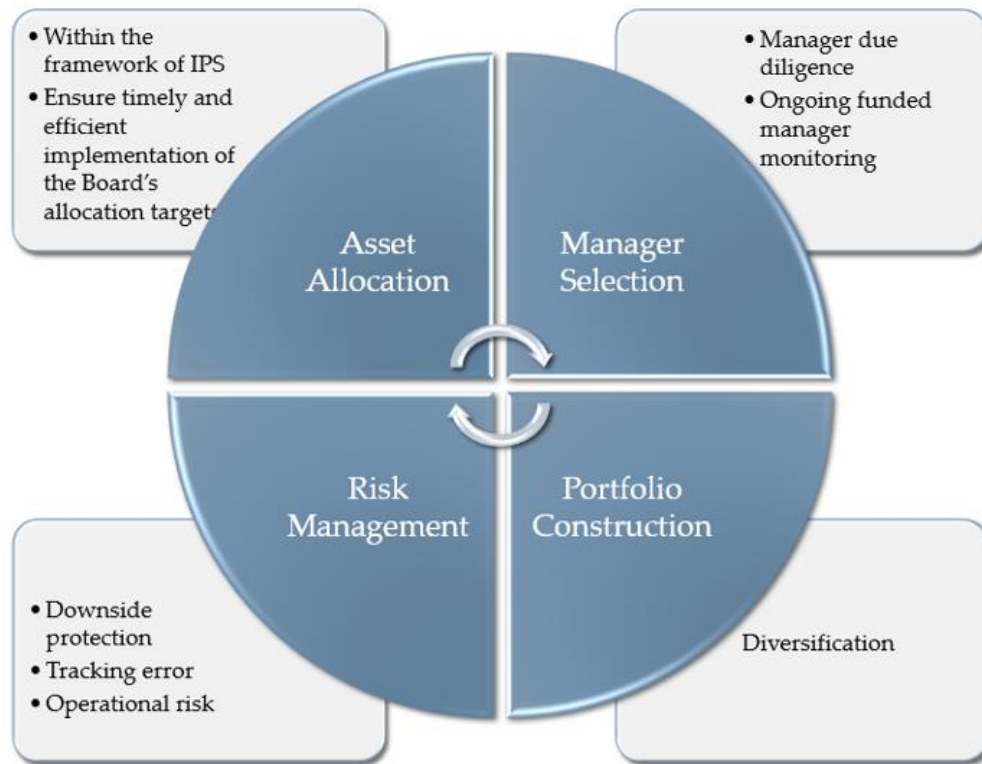 • Within the
framework of IPS
• Ensure timely and
efficient
implementation of
the Board's
allocation targets
• Manager due
diligence
• Ongoing funded
manager
monitoring
Asset
Allocation
Manager
Selection
Risk
Management
Portfolio
Construction
• Downside
protection
• Tracking error
• Operational risk
Diversification